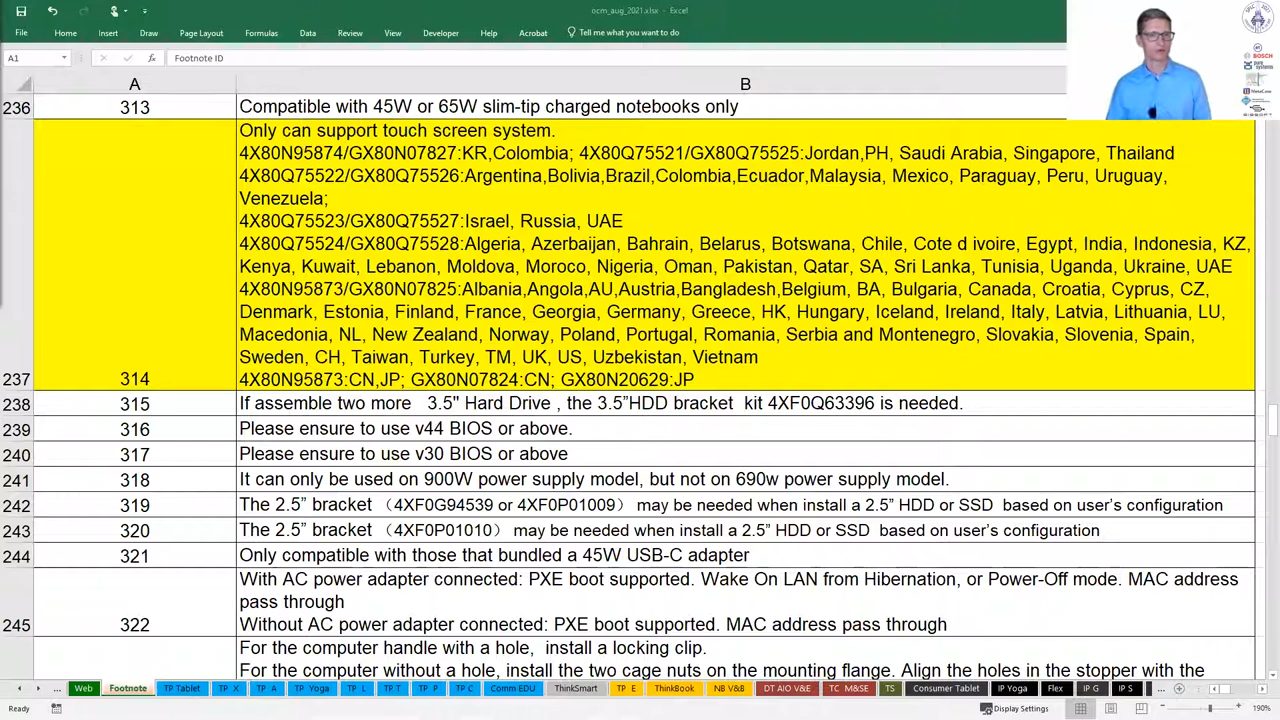 ocm_aug_2021.xlsx - Excel
File Home Insert Draw Page Layout Formulas Data Review View Developer Help Acrobat Tell me what you want to do
A1 fx Footnote ID
A B
236 313 Compatible with 45W or 65W slim-tip charged notebooks only
Only can support touch screen system.
4X80N95874/GX80N07827:KR,Colombia; 4X80Q75521/GX80Q75525:Jordan,PH, Saudi Arabia, Singapore, Thailand
4X80Q75522/GX80Q75526:Argentina,Bolivia,Brazil,Colombia,Ecuador,Malaysia, Mexico, Paraguay, Peru, Uruguay,
Venezuela;
4X80Q75523/GX80Q75527:Israel, Russia, UAE
4X80Q75524/GX80Q75528:Algeria, Azerbaijan, Bahrain, Belarus, Botswana, Chile, Cote d ivoire, Egypt, India, Indonesia, KZ,
Kenya, Kuwait, Lebanon, Moldova, Moroco, Nigeria, Oman, Pakistan, Qatar, SA, Sri Lanka, Tunisia, Uganda, Ukraine, UAE
4X80N95873/GX80N07825:Albania,Angola,AU,Austria,Bangladesh,Belgium, BA, Bulgaria, Canada, Croatia, Cyprus, CZ,
Denmark, Estonia, Finland, France, Georgia, Germany, Greece, HK, Hungary, Iceland, Ireland, Italy, Latvia, Lithuania, LU,
Macedonia, NL, New Zealand, Norway, Poland, Portugal, Romania, Serbia and Montenegro, Slovakia, Slovenia, Spain,
Sweden, CH, Taiwan, Turkey, TM, UK, US, Uzbekistan, Vietnam
237 314 4X80N95873:CN,JP; GX80N07824:CN; GX80N20629:JP
238 315 If assemble two more 3.5" Hard Drive , the 3.5”HDD bracket kit 4XF0Q63396 is needed.
239 316 Please ensure to use v44 BIOS or above.
240 317 Please ensure to use v30 BIOS or above
241 318 It can only be used on 900W power supply model, but not on 690w power supply model.
242 319 The 2.5” bracket （4XF0G94539 or 4XF0P01009） may be needed when install a 2.5” HDD or SSD based on user’s configuration
243 320 The 2.5” bracket （4XF0P01010） may be needed when install a 2.5” HDD or SSD based on user’s configuration
244 321 Only compatible with those that bundled a 45W USB-C adapter
With AC power adapter connected: PXE boot supported. Wake On LAN from Hibernation, or Power-Off mode. MAC address
pass through
245 322 Without AC power adapter connected: PXE boot supported. MAC address pass through
For the computer handle with a hole, install a locking clip.
For the computer without a hole, install the two cage nuts on the mounting flange. Align the holes in the stopper with the
... Web Footnote TP Tablet TP X TP A TP Yoga TP L TP T TP P TP C Comm EDU ThinkSmart TP E ThinkBook NB V&B DT AIO V&E TC M&SE TS Consumer Tablet IP Yoga Flex IP G IP S ...
Ready Display Settings 190%
BOSCH